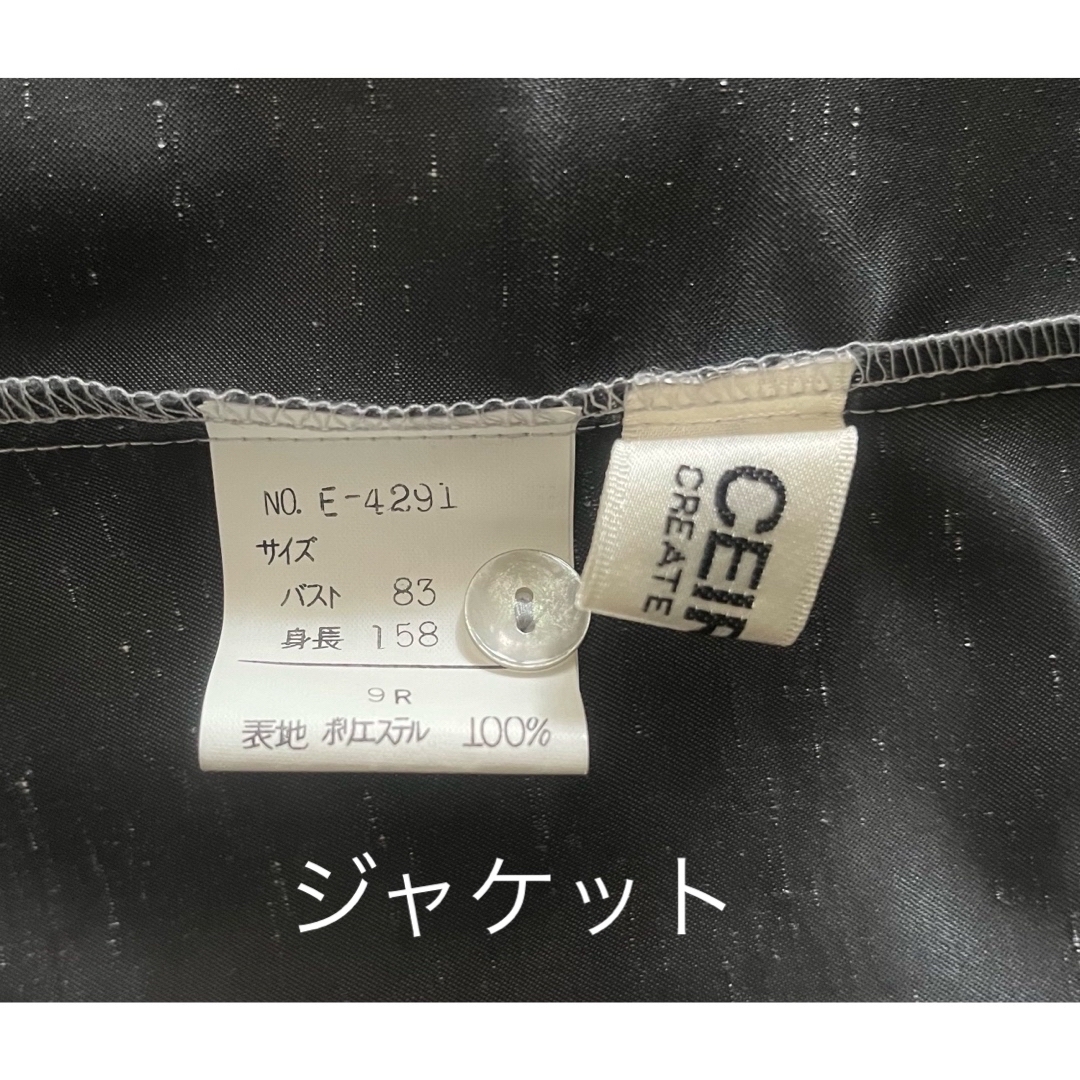 NO. E-4291
サイズ
バスト 83
身長 158
9R
表地 ポリエステル 100%
CREATE
ジャケット